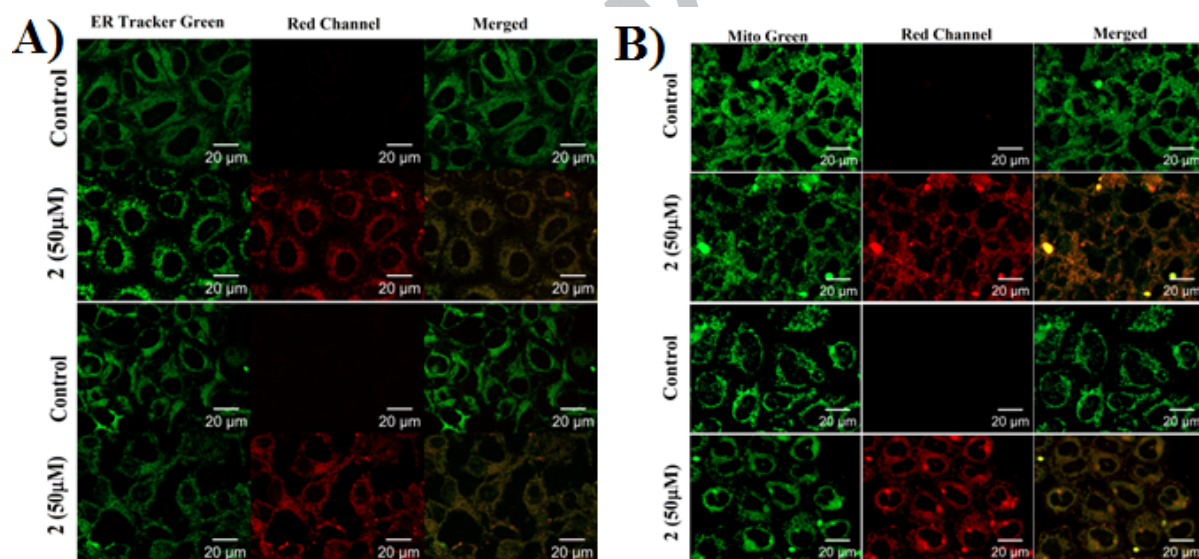 A)
ER Tracker Green Red Channel Merged
Control
20 µm 20 µm 20 µm
2 (50µM)
20 µm 20 µm 20 µm
Control
20 µm 20 µm 20 µm
2 (50µM)
20 µm 20 µm 20 µm
B)
Mito Green Red Channel Merged
Control
20 µm 20 µm 20 µm
2 (50µM)
20 µm 20 µm 20 µm
Control
20 µm 20 µm 20 µm
2 (50µM)
20 µm 20 µm 20 µm